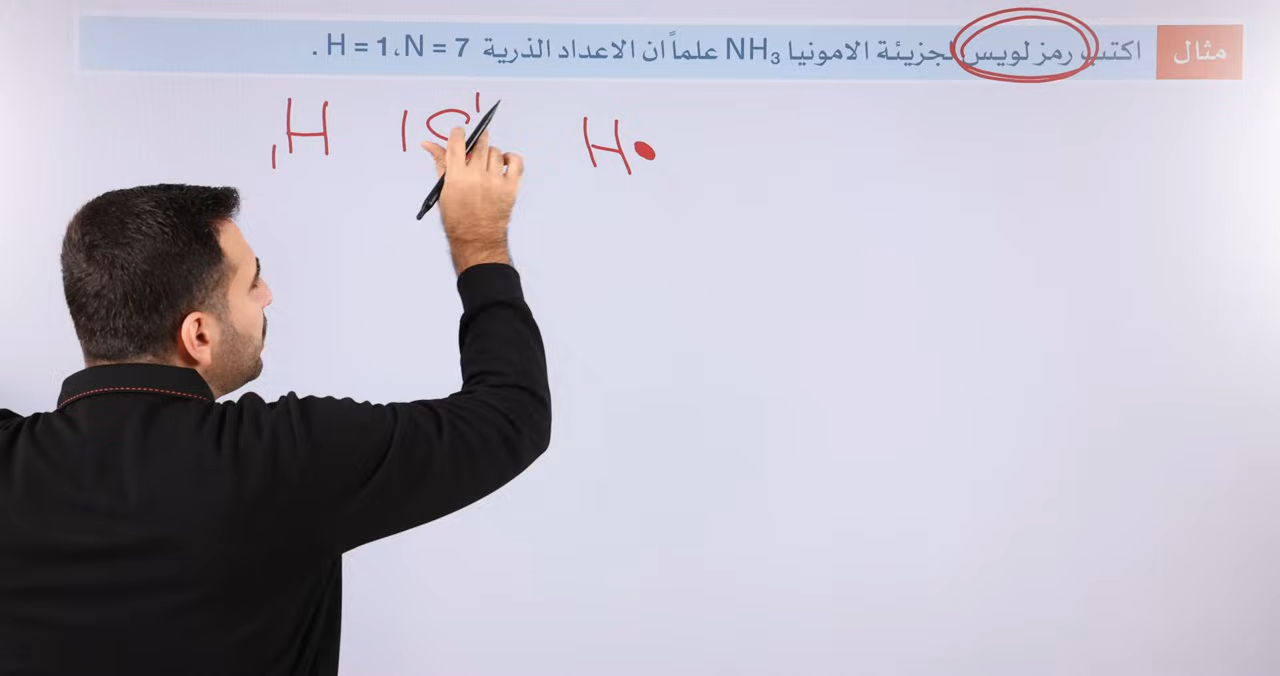 مثال اكتب رمز لويس لجزيئة الامونيا NH₃ علماً ان الاعداد الذرية H = 1، N = 7 .
₁H 1S¹ H•